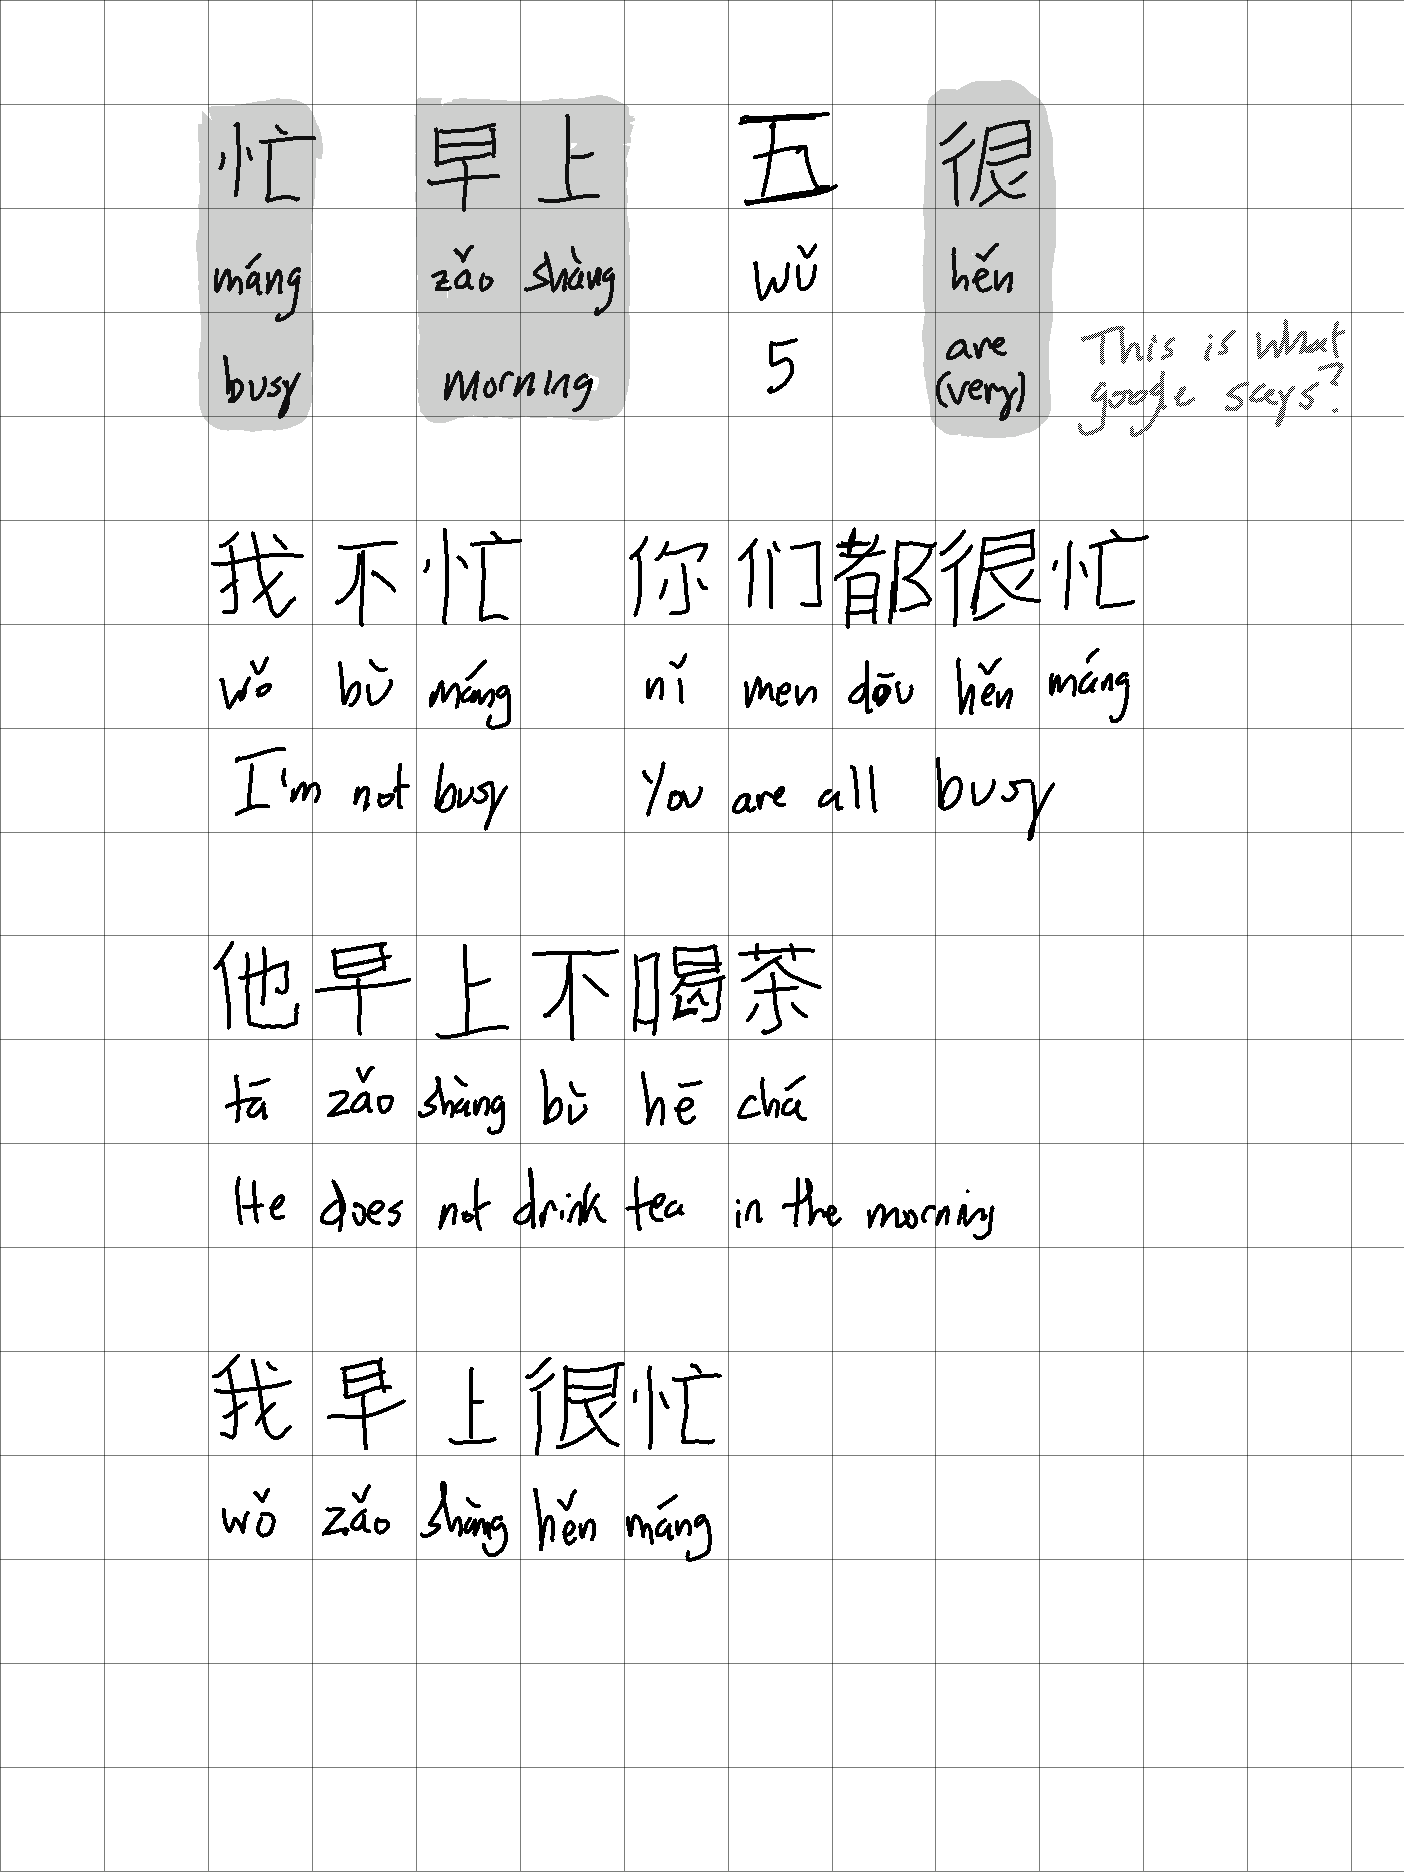 忙 早上 五 很
máng zǎo shàng wǔ hěn
busy morning 5 are (very) This is what google says?
我不忙 你们都很忙
wǒ bù máng nǐ men dōu hěn máng
I'm not busy You are all busy
他早上不喝茶
tā zǎo shàng bù hē chá
He does not drink tea in the morning
我早上很忙
wǒ zǎo shàng hěn máng